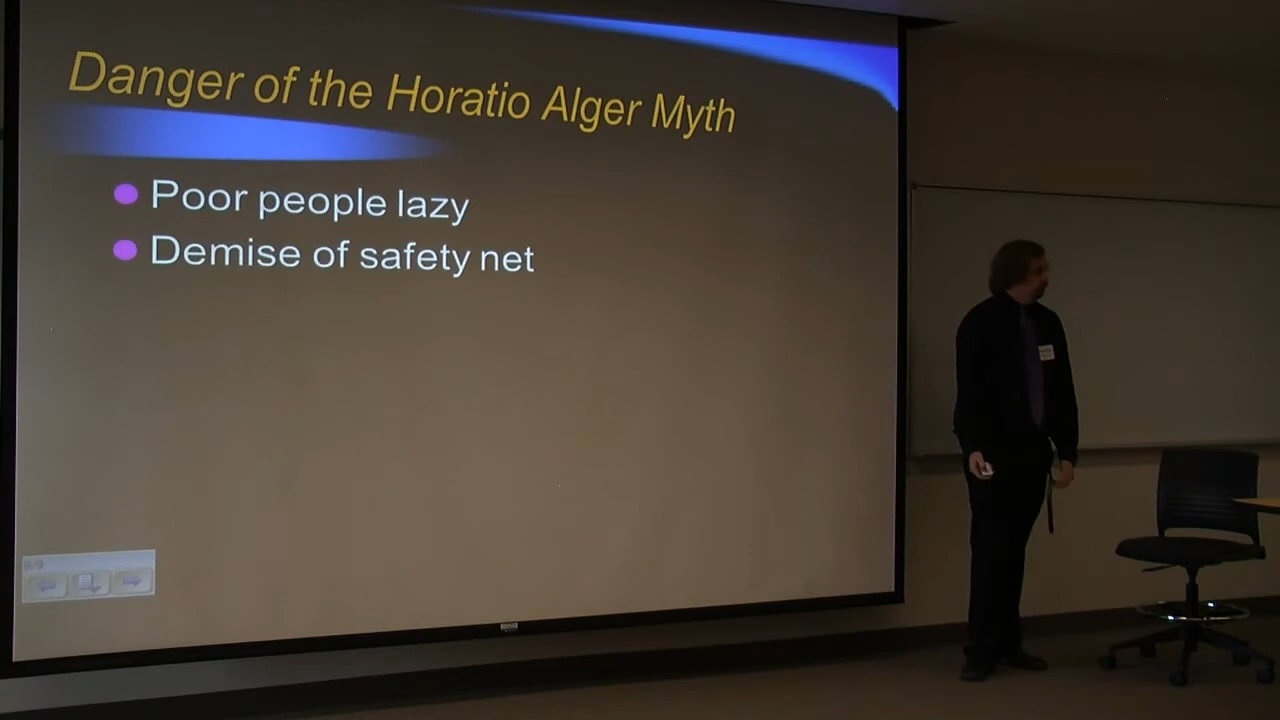 Danger of the Horatio Alger Myth
Poor people lazy
Demise of safety net